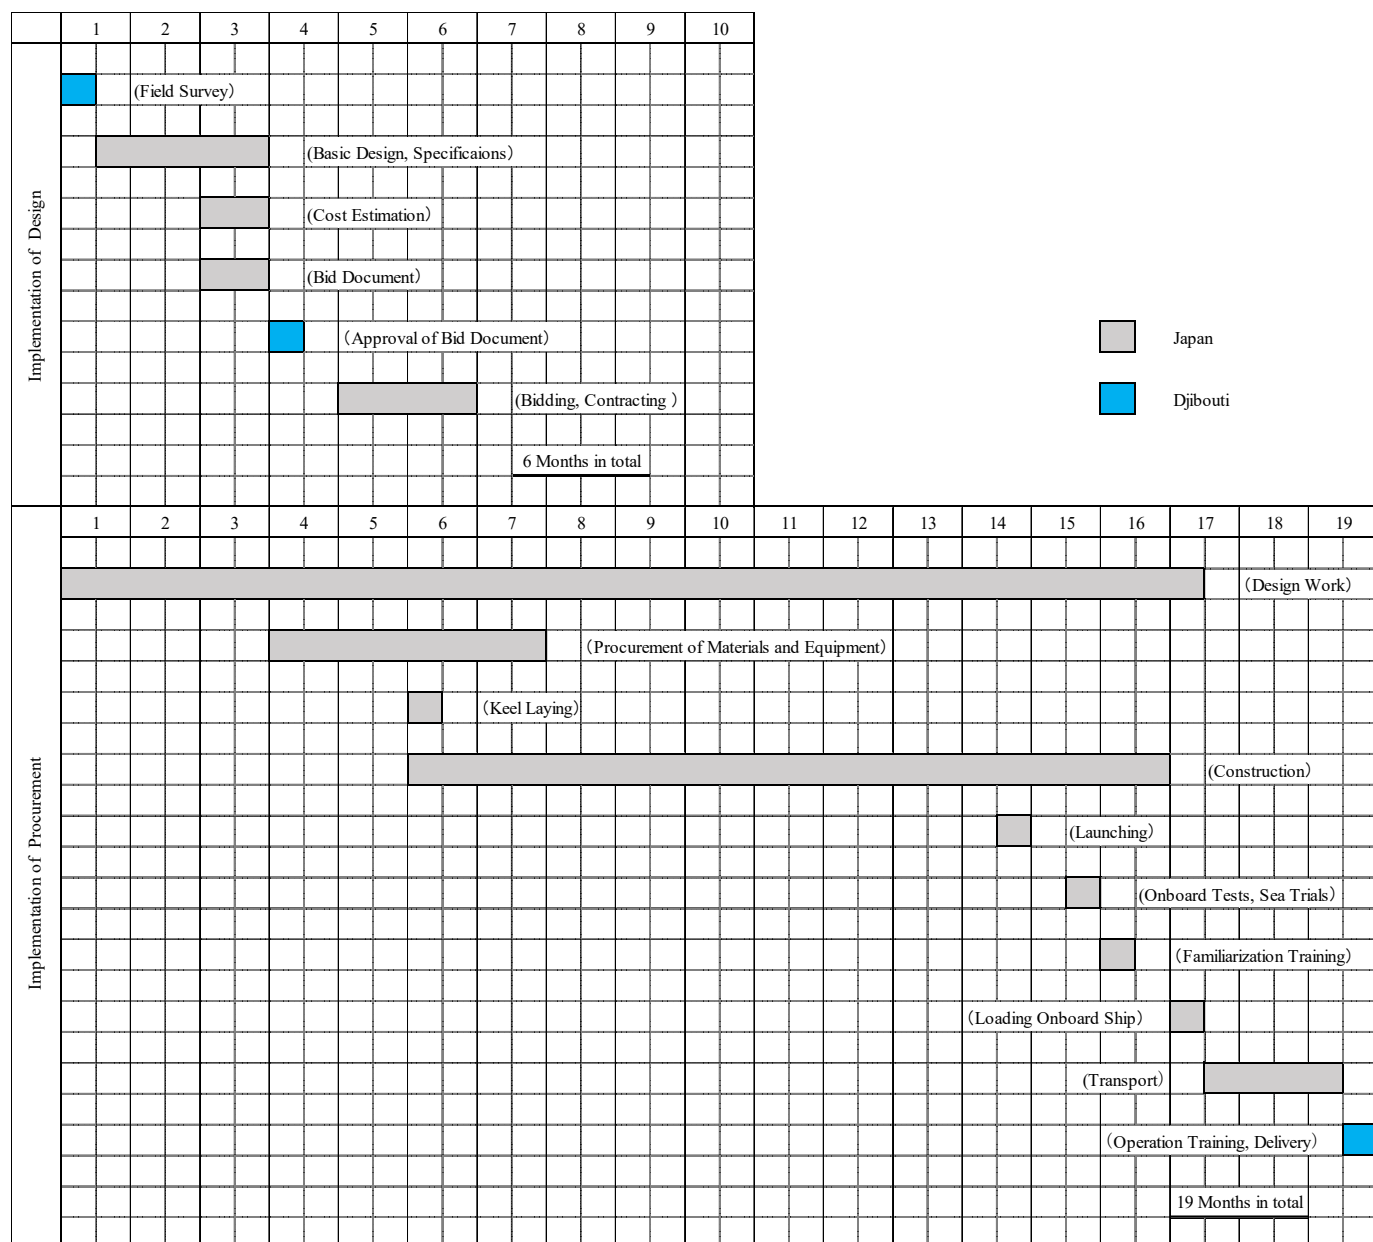 1 2 3 4 5 6 7 8 9 10
Implementation of Design
(Field Survey）
(Basic Design, Specificaions）
(Cost Estimation）
(Bid Document）
（Approval of Bid Document）
(Bidding, Contracting ）
6 Months in total
Japan
Djibouti
1 2 3 4 5 6 7 8 9 10 11 12 13 14 15 16 17 18 19
Implementation of Procurement
（Design Work）
（Procurement of Materials and Equipment）
（Keel Laying）
(Construction）
(Launching）
(Onboard Tests, Sea Trials）
（Familiarization Training）
（Loading Onboard Ship）
(Transport）
（Operation Training, Delivery）
19 Months in total